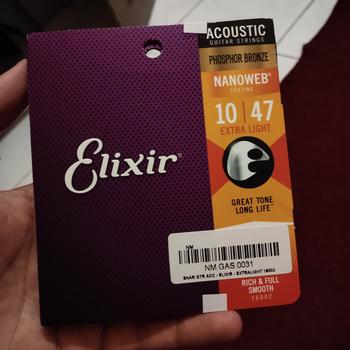 ACOUSTIC
GUITAR STRINGS
PHOSPHOR BRONZE
NANOWEB®
COATING
10 | 47
EXTRA LIGHT
Elixir®
GREAT TONE
LONG LIFE™
NM
NM.GAS.0031
SNAR GTR ACC - ELIXIR - EXTRALIGHT 16002
RICH & FULL
SMOOTH
16002